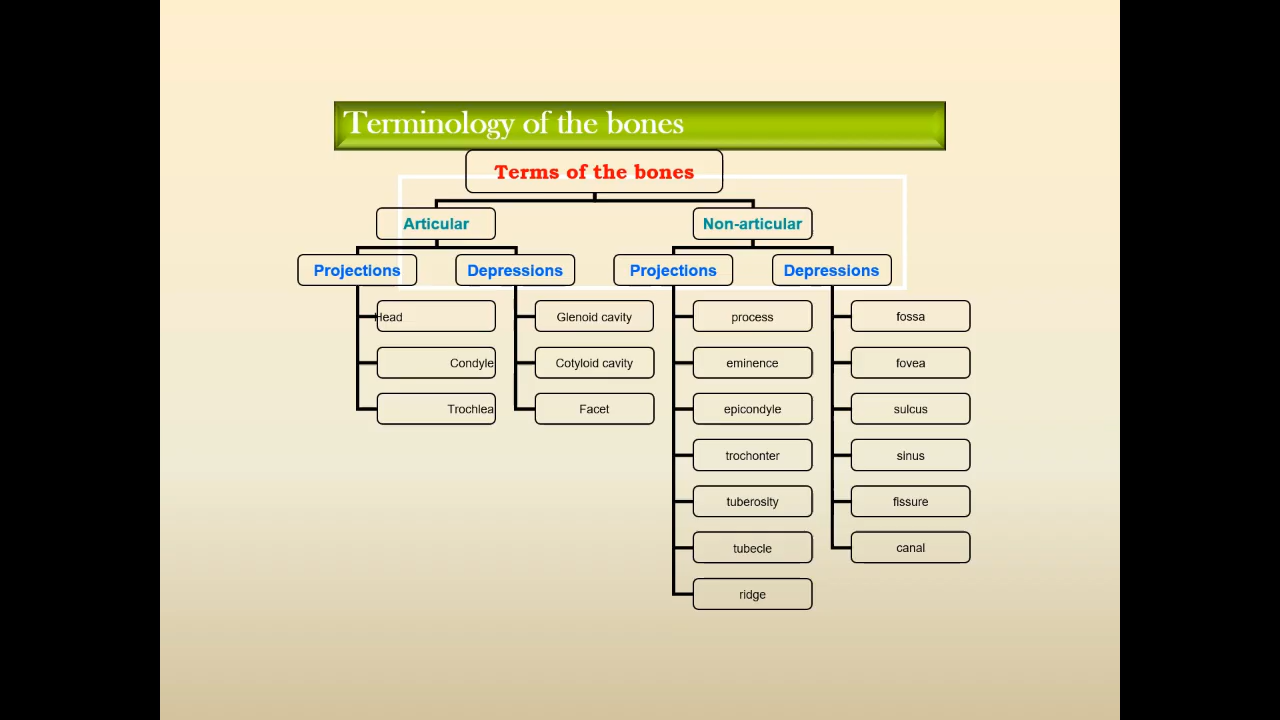 Terminology of the bones
Terms of the bones
Articular
Non-articular
Projections
Depressions
Projections
Depressions
Head
Glenoid cavity
process
fossa
Condyle
Cotyloid cavity
eminence
fovea
Trochlea
Facet
epicondyle
sulcus
trochonter
sinus
tuberosity
fissure
tubecle
canal
ridge